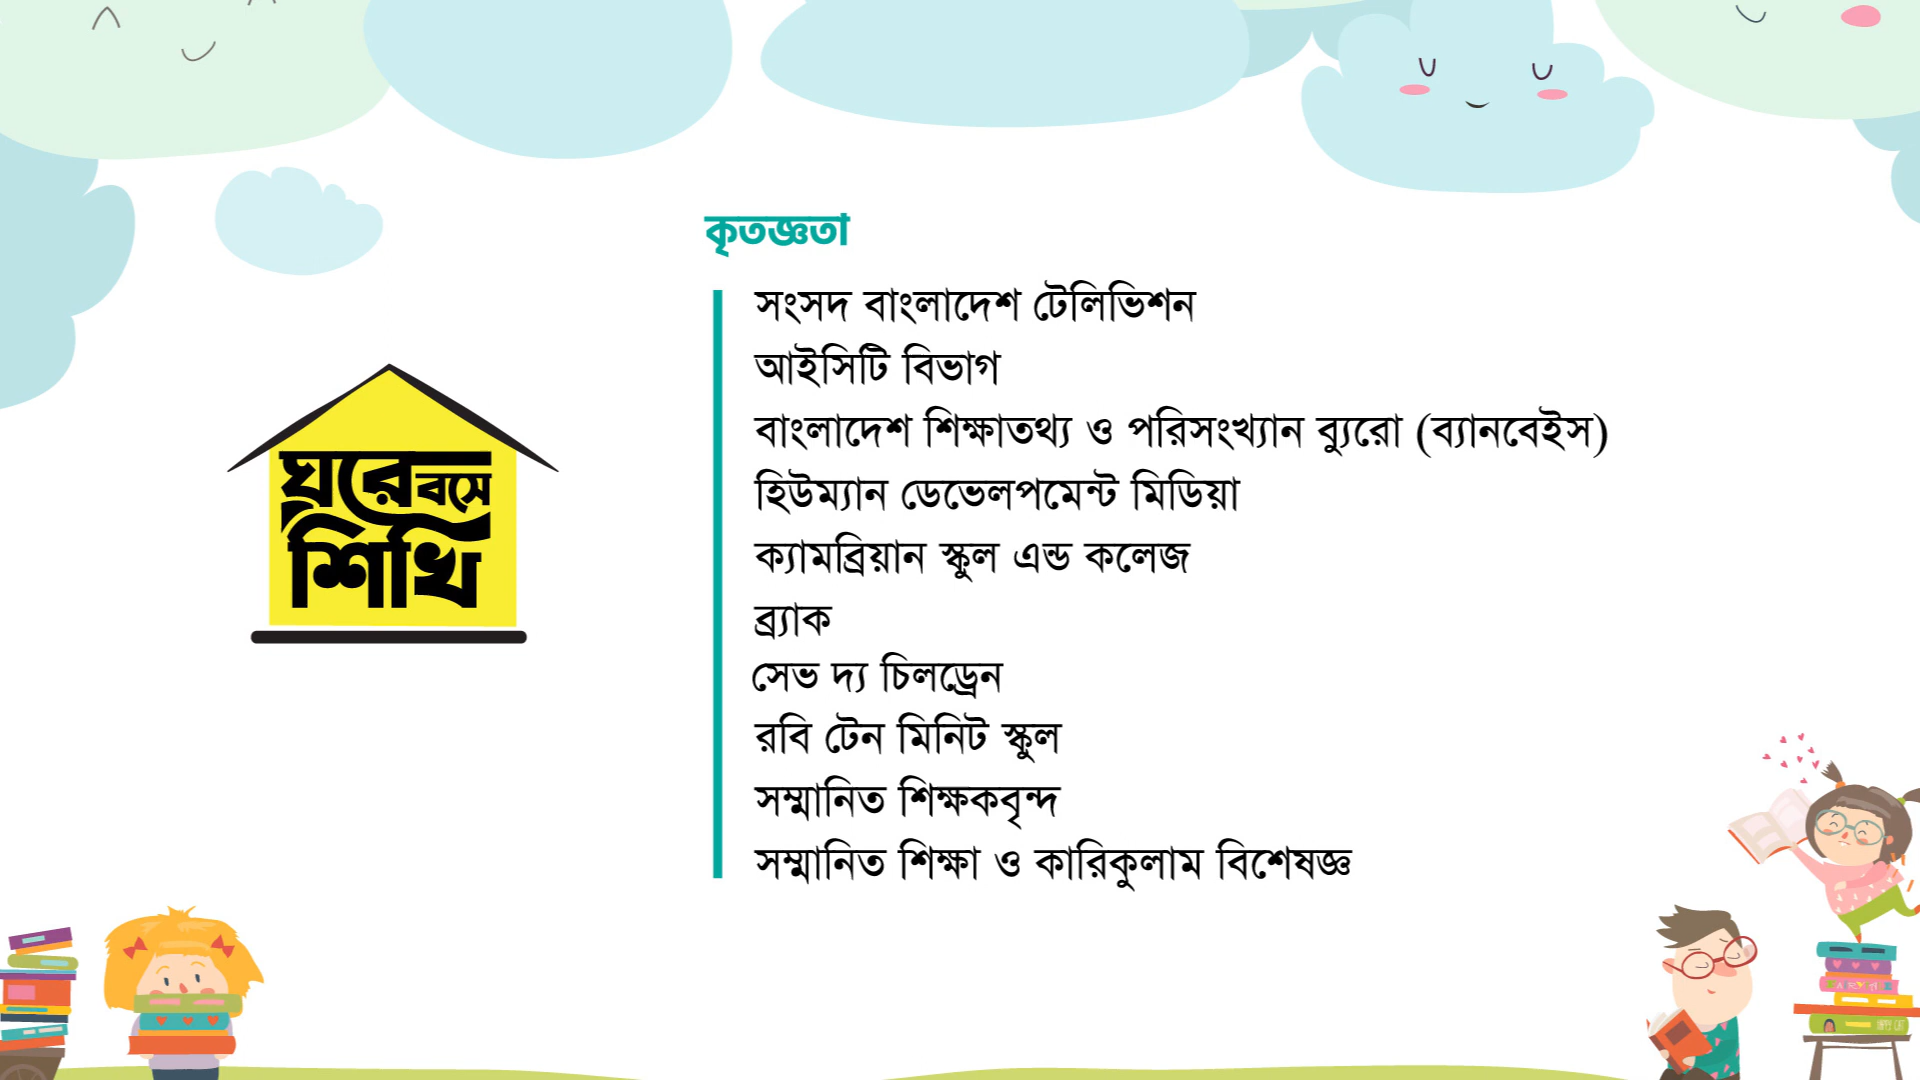 কৃতজ্ঞতা
সংসদ বাংলাদেশ টেলিভিশন
আইসিটি বিভাগ
বাংলাদেশ শিক্ষাতথ্য ও পরিসংখ্যান ব্যুরো (ব্যানবেইস)
হিউম্যান ডেভেলপমেন্ট মিডিয়া
ক্যামব্রিয়ান স্কুল এন্ড কলেজ
ব্র্যাক
সেভ দ্য চিলড্রেন
রবি টেন মিনিট স্কুল
সম্মানিত শিক্ষকবৃন্দ
সম্মানিত শিক্ষা ও কারিকুলাম বিশেষজ্ঞ
ঘরে বসে
শিখি